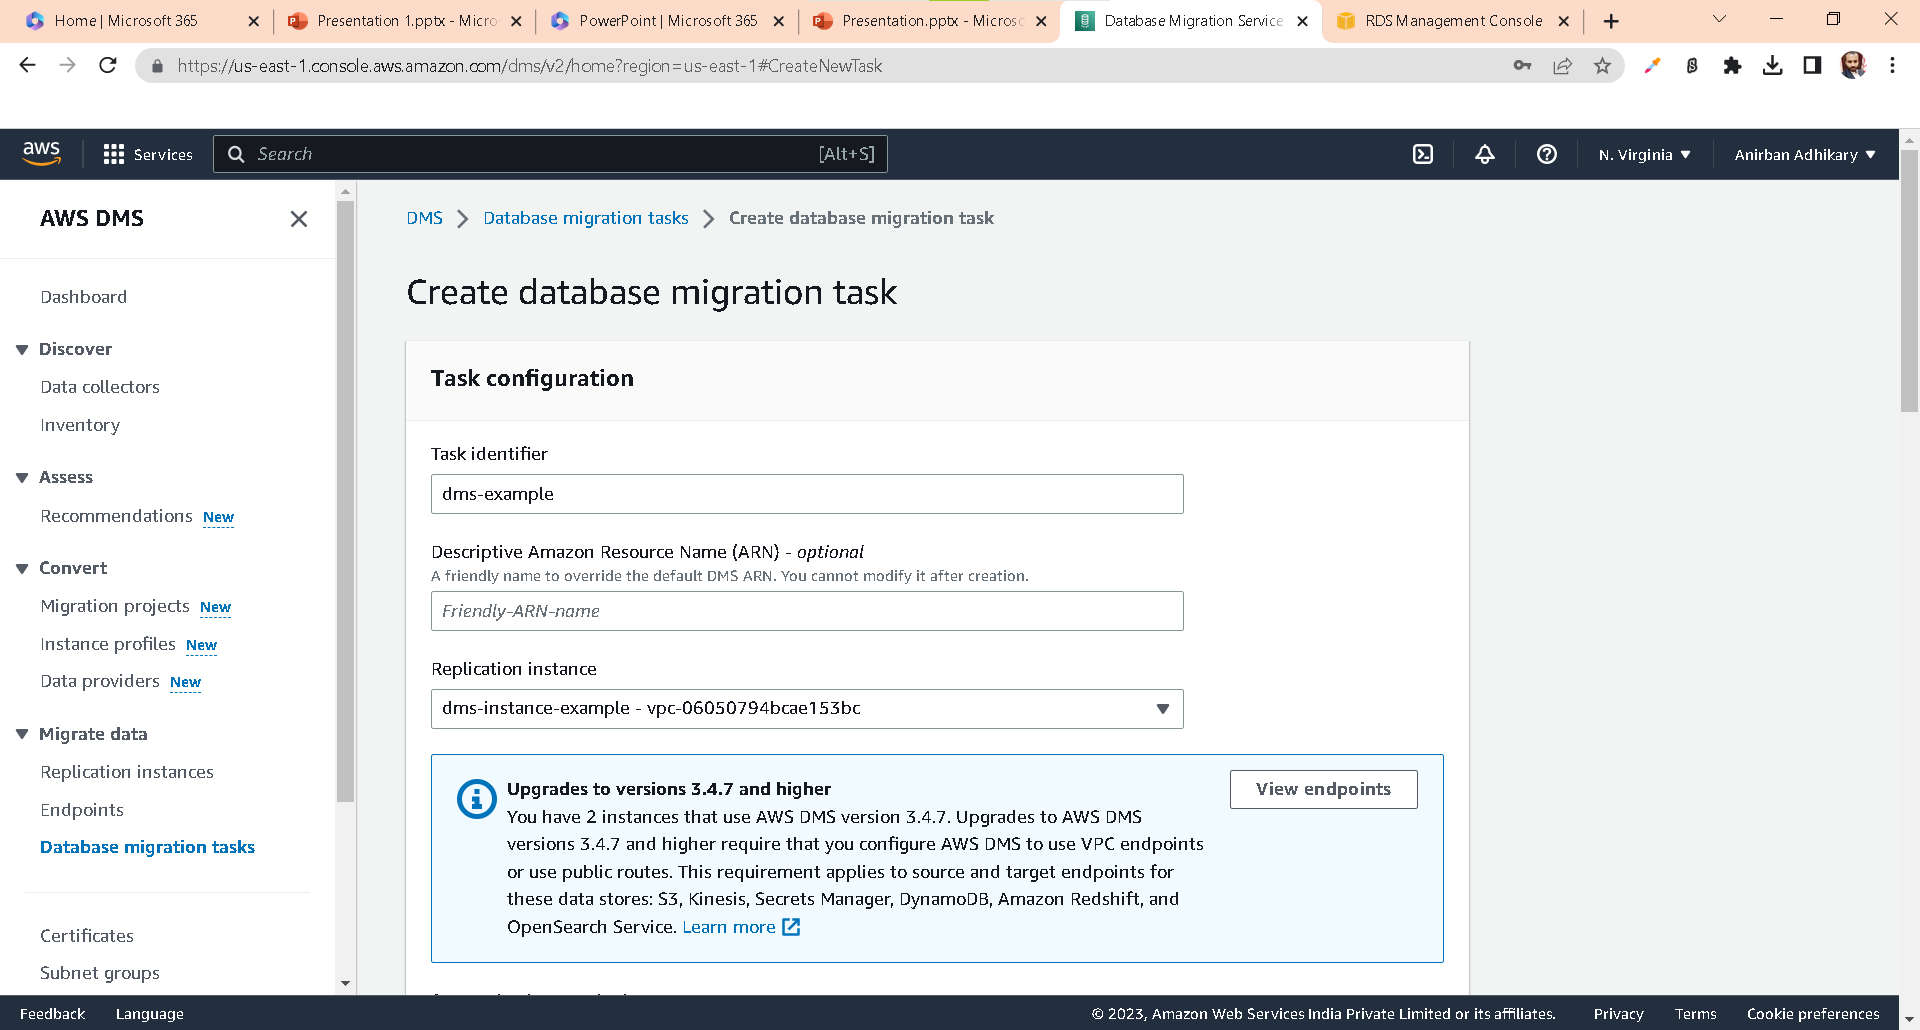 Home | Microsoft 365
Presentation 1.pptx - Micro
PowerPoint | Microsoft 365
Presentation.pptx - Microsc
Database Migration Service
RDS Management Console
https://us-east-1.console.aws.amazon.com/dms/v2/home?region=us-east-1#CreateNewTask
aws
Services
Search
[Alt+S]
N. Virginia
Anirban Adhikary
AWS DMS
Dashboard
Discover
Data collectors
Inventory
Assess
Recommendations New
Convert
Migration projects New
Instance profiles New
Data providers New
Migrate data
Replication instances
Endpoints
Database migration tasks
Certificates
Subnet groups
DMS
Database migration tasks
Create database migration task
Create database migration task
Task configuration
Task identifier
dms-example
Descriptive Amazon Resource Name (ARN) - optional
A friendly name to override the default DMS ARN. You cannot modify it after creation.
Friendly-ARN-name
Replication instance
dms-instance-example - vpc-06050794bcae153bc
Upgrades to versions 3.4.7 and higher
View endpoints
You have 2 instances that use AWS DMS version 3.4.7. Upgrades to AWS DMS
versions 3.4.7 and higher require that you configure AWS DMS to use VPC endpoints
or use public routes. This requirement applies to source and target endpoints for
these data stores: S3, Kinesis, Secrets Manager, DynamoDB, Amazon Redshift, and
OpenSearch Service. Learn more
Feedback
Language
© 2023, Amazon Web Services India Private Limited or its affiliates.
Privacy
Terms
Cookie preferences